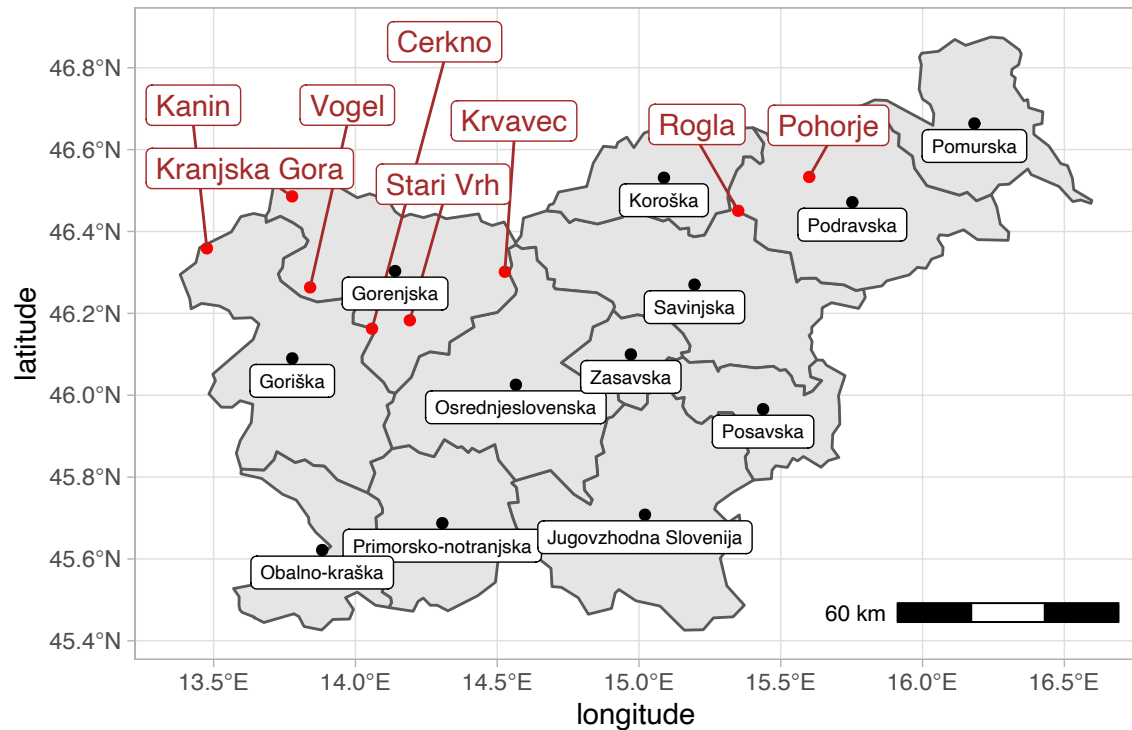 Cerkno
46.8°N
Kanin
Vogel
Krvavec
Rogla
Pohorje
Pomurska
46.6°N
Kranjska Gora
Stari Vrh
Koroška
Podravska
46.4°N
Gorenjska
Savinjska
46.2°N
latitude
Goriška
Zasavska
46.0°N
Osrednjeslovenska
Posavska
45.8°N
Primorsko-notranjska
Jugovzhodna Slovenija
45.6°N
Obalno-kraška
60 km
45.4°N
13.5°E 14.0°E 14.5°E 15.0°E 15.5°E 16.0°E 16.5°E
longitude